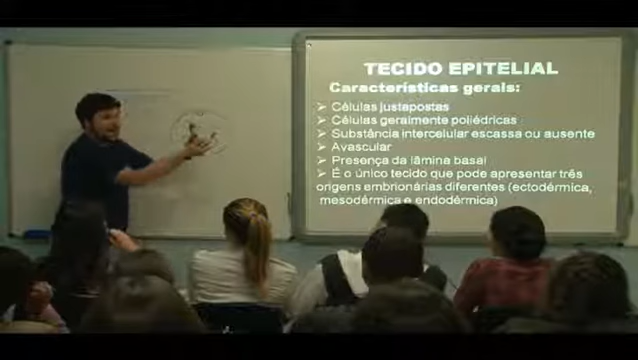 TECIDO EPITELIAL
Características gerais:
➤ Células justapostas
➤ Células geralmente poliédricas
➤ Substância intercelular escassa ou ausente
➤ Avascular
➤ Presença da lâmina basal
➤ É o único tecido que pode apresentar três
origens embrionárias diferentes (ectodérmica,
mesodérmica e endodérmica)